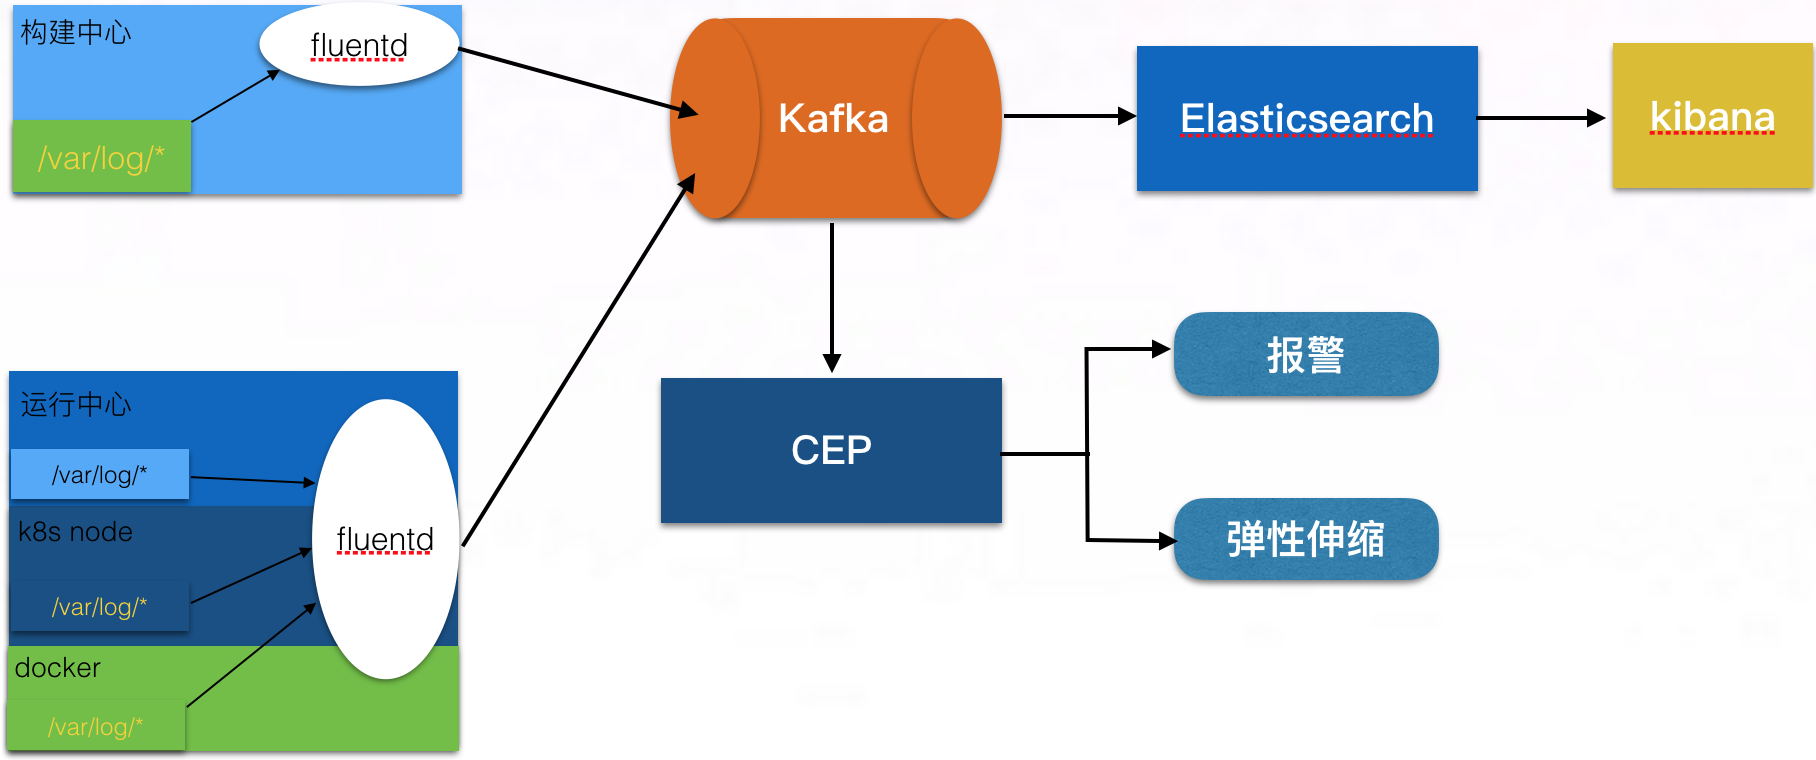 构建中心
fluentd
/var/log/*
Kafka
Elasticsearch
kibana
运行中心
/var/log/*
k8s node
fluentd
/var/log/*
docker
/var/log/*
CEP
报警
弹性伸缩